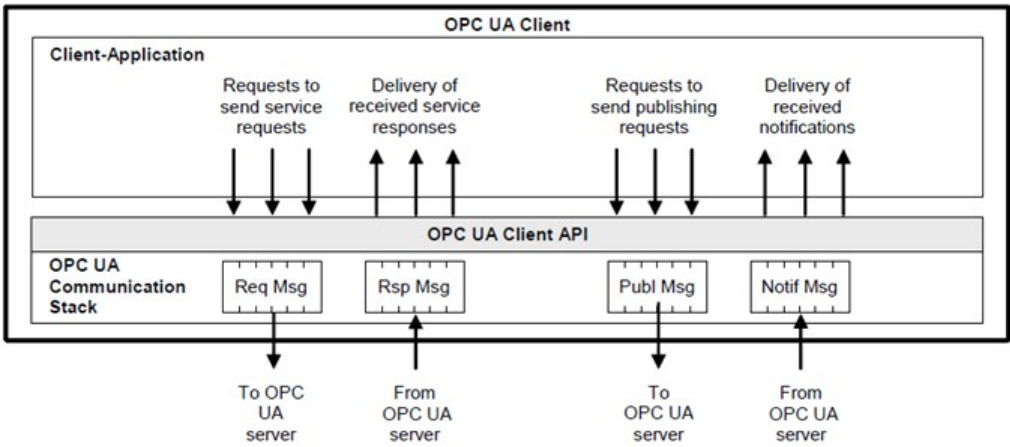 OPC UA Client
Client-Application
Requests to
send service
requests
Delivery of
received service
responses
Requests to
send publishing
requests
Delivery of
received
notifications
OPC UA Client API
OPC UA
Communication
Stack
Req Msg
Rsp Msg
Publ Msg
Notif Msg
To OPC
UA
server
From
OPC UA
server
To
OPC UA
server
From
OPC UA
server